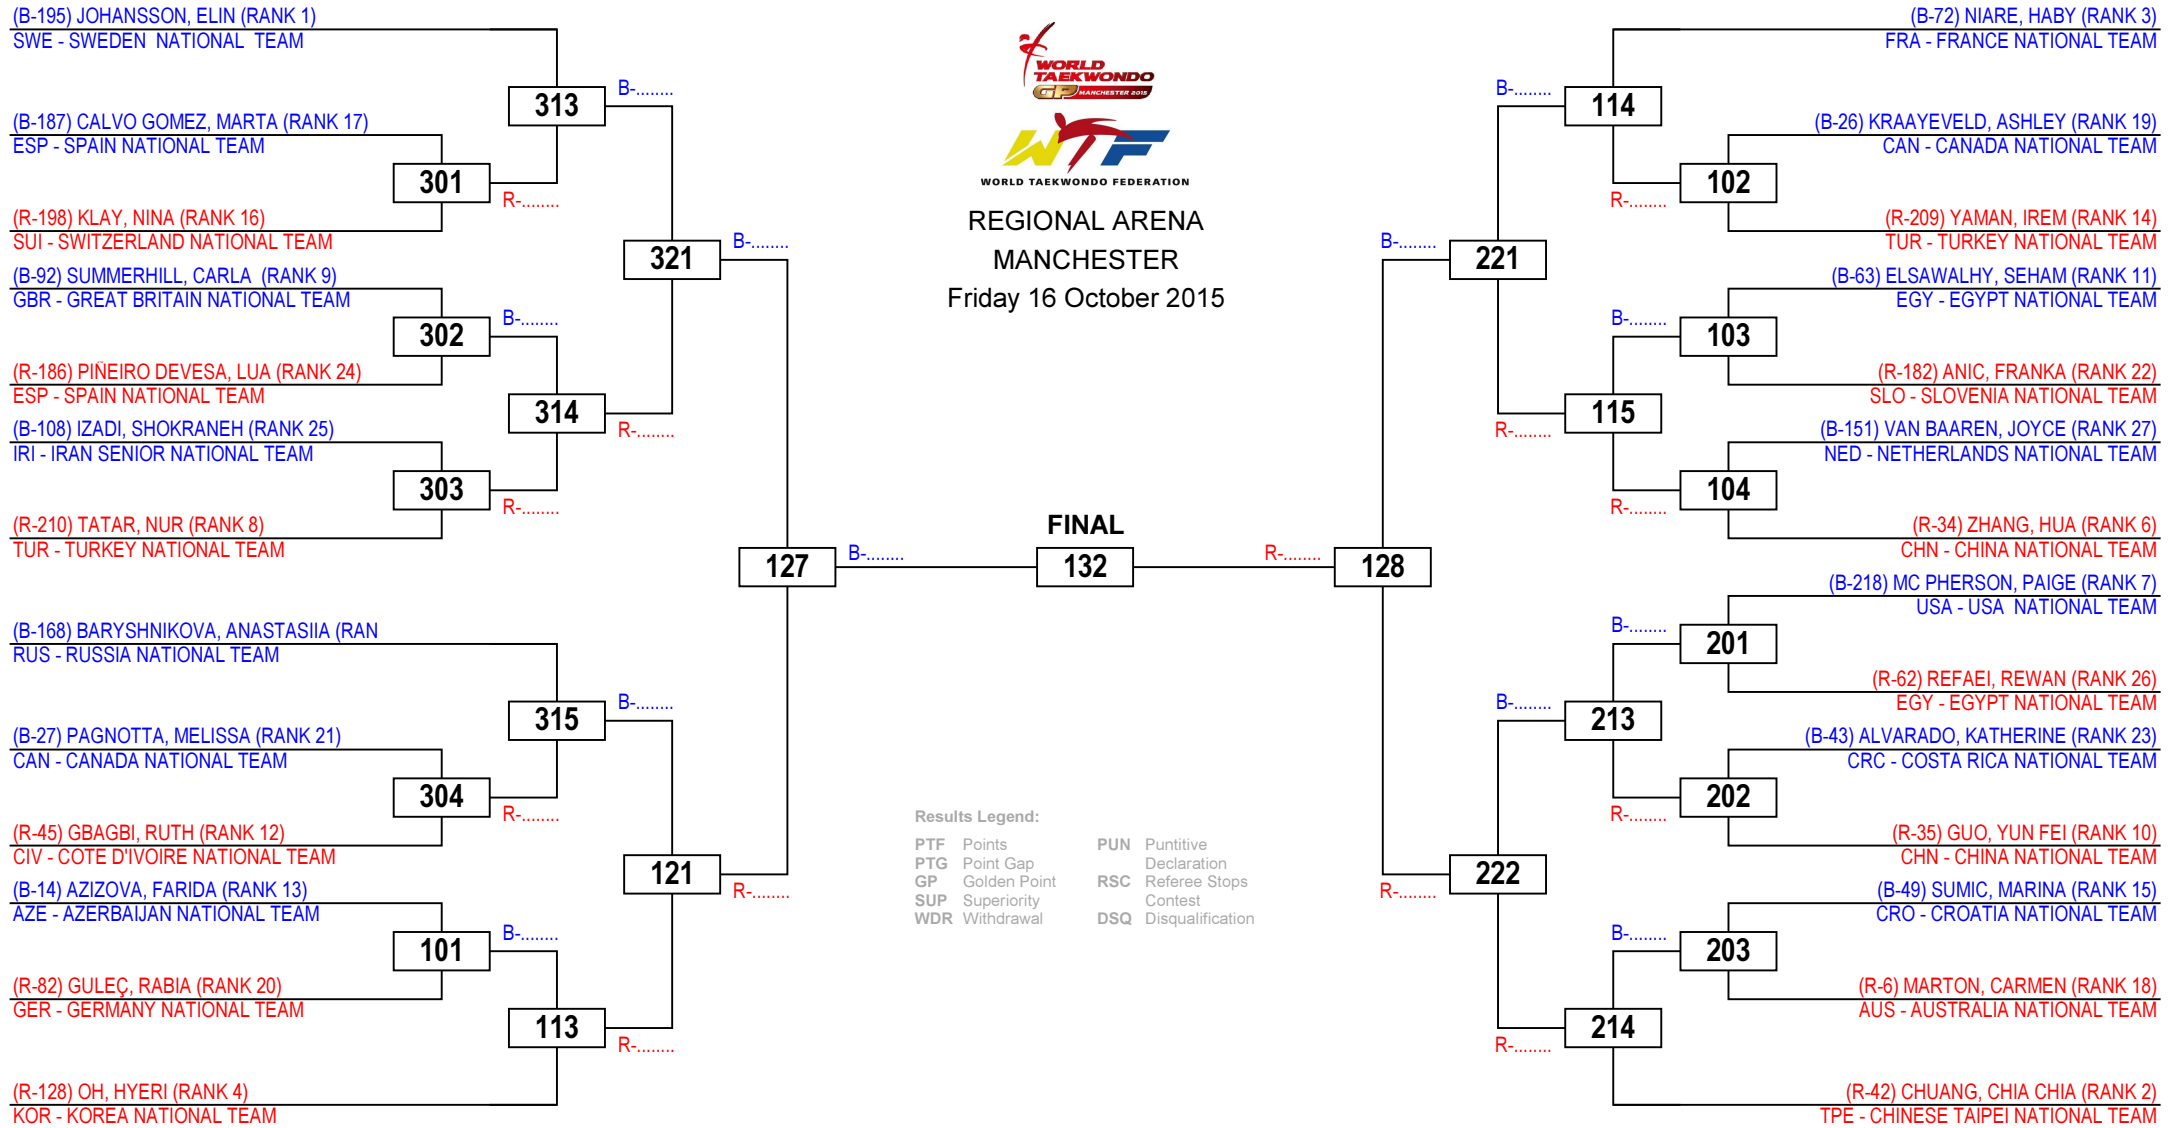 (B-195) JOHANSSON, ELIN (RANK 1)
SWE - SWEDEN  NATIONAL  TEAM
313
B-........
(B-187) CALVO GOMEZ, MARTA (RANK 17)
ESP - SPAIN NATIONAL TEAM
301
R-........
(R-198) KLAY, NINA (RANK 16)
SUI - SWITZERLAND NATIONAL TEAM
321
B-........
(B-92) SUMMERHILL, CARLA  (RANK 9)
GBR - GREAT BRITAIN NATIONAL TEAM
302
B-........
(R-186) PIÑEIRO DEVESA, LUA (RANK 24)
ESP - SPAIN NATIONAL TEAM
314
R-........
(B-108) IZADI, SHOKRANEH (RANK 25)
IRI - IRAN SENIOR NATIONAL TEAM
303
R-........
(R-210) TATAR, NUR (RANK 8)
TUR - TURKEY NATIONAL TEAM
127
B-........
(B-168) BARYSHNIKOVA, ANASTASIIA (RAN
RUS - RUSSIA NATIONAL TEAM
315
B-........
(B-27) PAGNOTTA, MELISSA (RANK 21)
CAN - CANADA NATIONAL TEAM
304
R-........
(R-45) GBAGBI, RUTH (RANK 12)
CIV - COTE D'IVOIRE NATIONAL TEAM
121
R-........
(B-14) AZIZOVA, FARIDA (RANK 13)
AZE - AZERBAIJAN NATIONAL TEAM
101
B-........
(R-82) GULEÇ, RABIA (RANK 20)
GER - GERMANY NATIONAL TEAM
113
R-........
(R-128) OH, HYERI (RANK 4)
KOR - KOREA NATIONAL TEAM
WORLD
TAEKWONDO
GP MANCHESTER 2015
WTF
WORLD TAEKWONDO FEDERATION
REGIONAL ARENA
MANCHESTER
Friday 16 October 2015
FINAL
132
Results Legend:
PTF Points
PTG Point Gap
GP Golden Point
SUP Superiority
WDR Withdrawal
PUN Puntitive
Declaration
RSC Referee Stops
Contest
DSQ Disqualification
(B-72) NIARE, HABY (RANK 3)
FRA - FRANCE NATIONAL TEAM
B-........
114
(B-26) KRAAYEVELD, ASHLEY (RANK 19)
CAN - CANADA NATIONAL TEAM
102
R-........
(R-209) YAMAN, IREM (RANK 14)
TUR - TURKEY NATIONAL TEAM
B-........
221
(B-63) ELSAWALHY, SEHAM (RANK 11)
EGY - EGYPT NATIONAL TEAM
B-........
103
(R-182) ANIC, FRANKA (RANK 22)
SLO - SLOVENIA NATIONAL TEAM
115
R-........
(B-151) VAN BAAREN, JOYCE (RANK 27)
NED - NETHERLANDS NATIONAL TEAM
104
R-........
(R-34) ZHANG, HUA (RANK 6)
CHN - CHINA NATIONAL TEAM
R-........
128
(B-218) MC PHERSON, PAIGE (RANK 7)
USA - USA  NATIONAL TEAM
B-........
201
(R-62) REFAEI, REWAN (RANK 26)
EGY - EGYPT NATIONAL TEAM
B-........
213
(B-43) ALVARADO, KATHERINE (RANK 23)
CRC - COSTA RICA NATIONAL TEAM
202
R-........
(R-35) GUO, YUN FEI (RANK 10)
CHN - CHINA NATIONAL TEAM
222
R-........
(B-49) SUMIC, MARINA (RANK 15)
CRO - CROATIA NATIONAL TEAM
B-........
203
(R-6) MARTON, CARMEN (RANK 18)
AUS - AUSTRALIA NATIONAL TEAM
214
R-........
(R-42) CHUANG, CHIA CHIA (RANK 2)
TPE - CHINESE TAIPEI NATIONAL TEAM